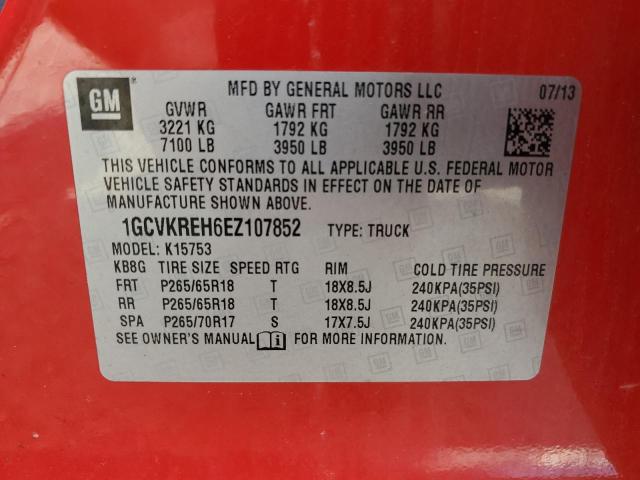 GM
MFD BY GENERAL MOTORS LLC 07/13
GVWR GAWR FRT GAWR RR
3221 KG 1792 KG 1792 KG
7100 LB 3950 LB 3950 LB
THIS VEHICLE CONFORMS TO ALL APPLICABLE U.S. FEDERAL MOTOR
VEHICLE SAFETY STANDARDS IN EFFECT ON THE DATE OF
MANUFACTURE SHOWN ABOVE.
1GCVKREH6EZ107852 TYPE: TRUCK
MODEL: K15753
KB8G TIRE SIZE SPEED RTG RIM COLD TIRE PRESSURE
FRT P265/65R18 T 18X8.5J 240KPA(35PSI)
RR P265/65R18 T 18X8.5J 240KPA(35PSI)
SPA P265/70R17 S 17X7.5J 240KPA(35PSI)
SEE OWNER'S MANUAL i FOR MORE INFORMATION.